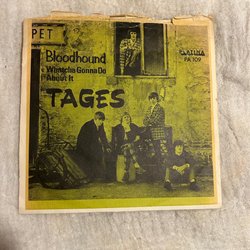 PET
Bloodhound
Whatcha Gonna Do
About It
TAGES
PLATINA
PA 109